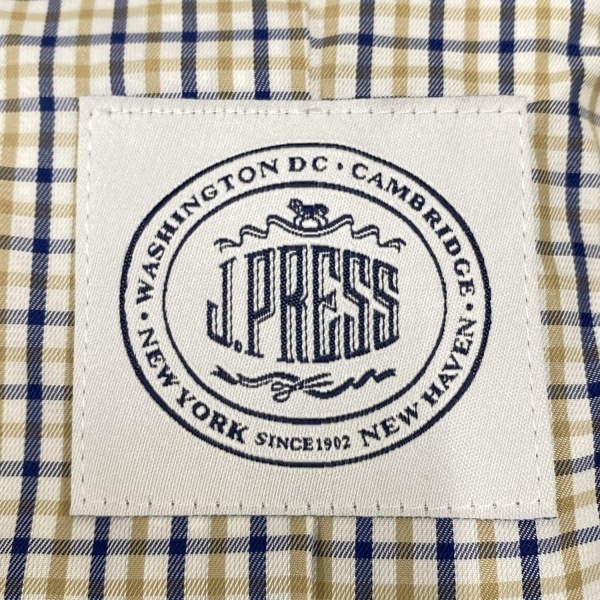 WASHINGTON DC · CAMBRIDGE ·
J.PRESS
· NEW YORK SINCE 1902 NEW HAVEN ·